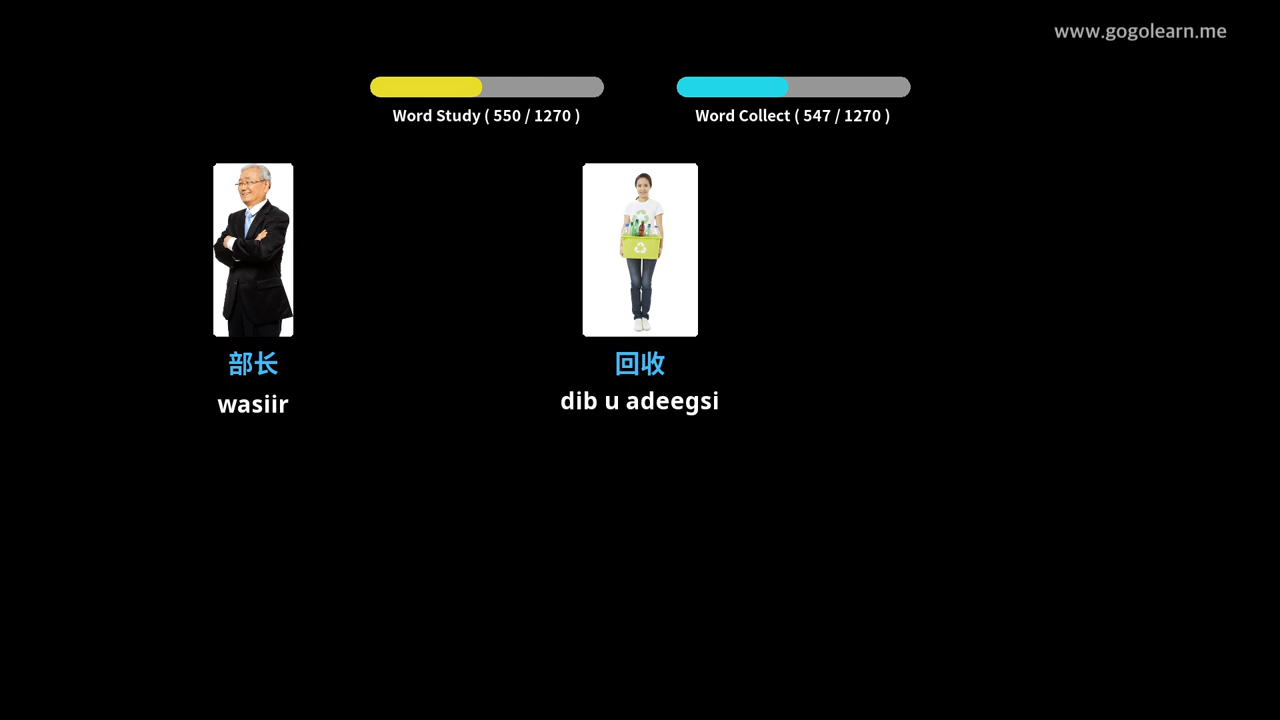 www.gogolearn.me
Word Study ( 550 / 1270 )
Word Collect ( 547 / 1270 )
部长
wasiir
回收
dib u adeegsi